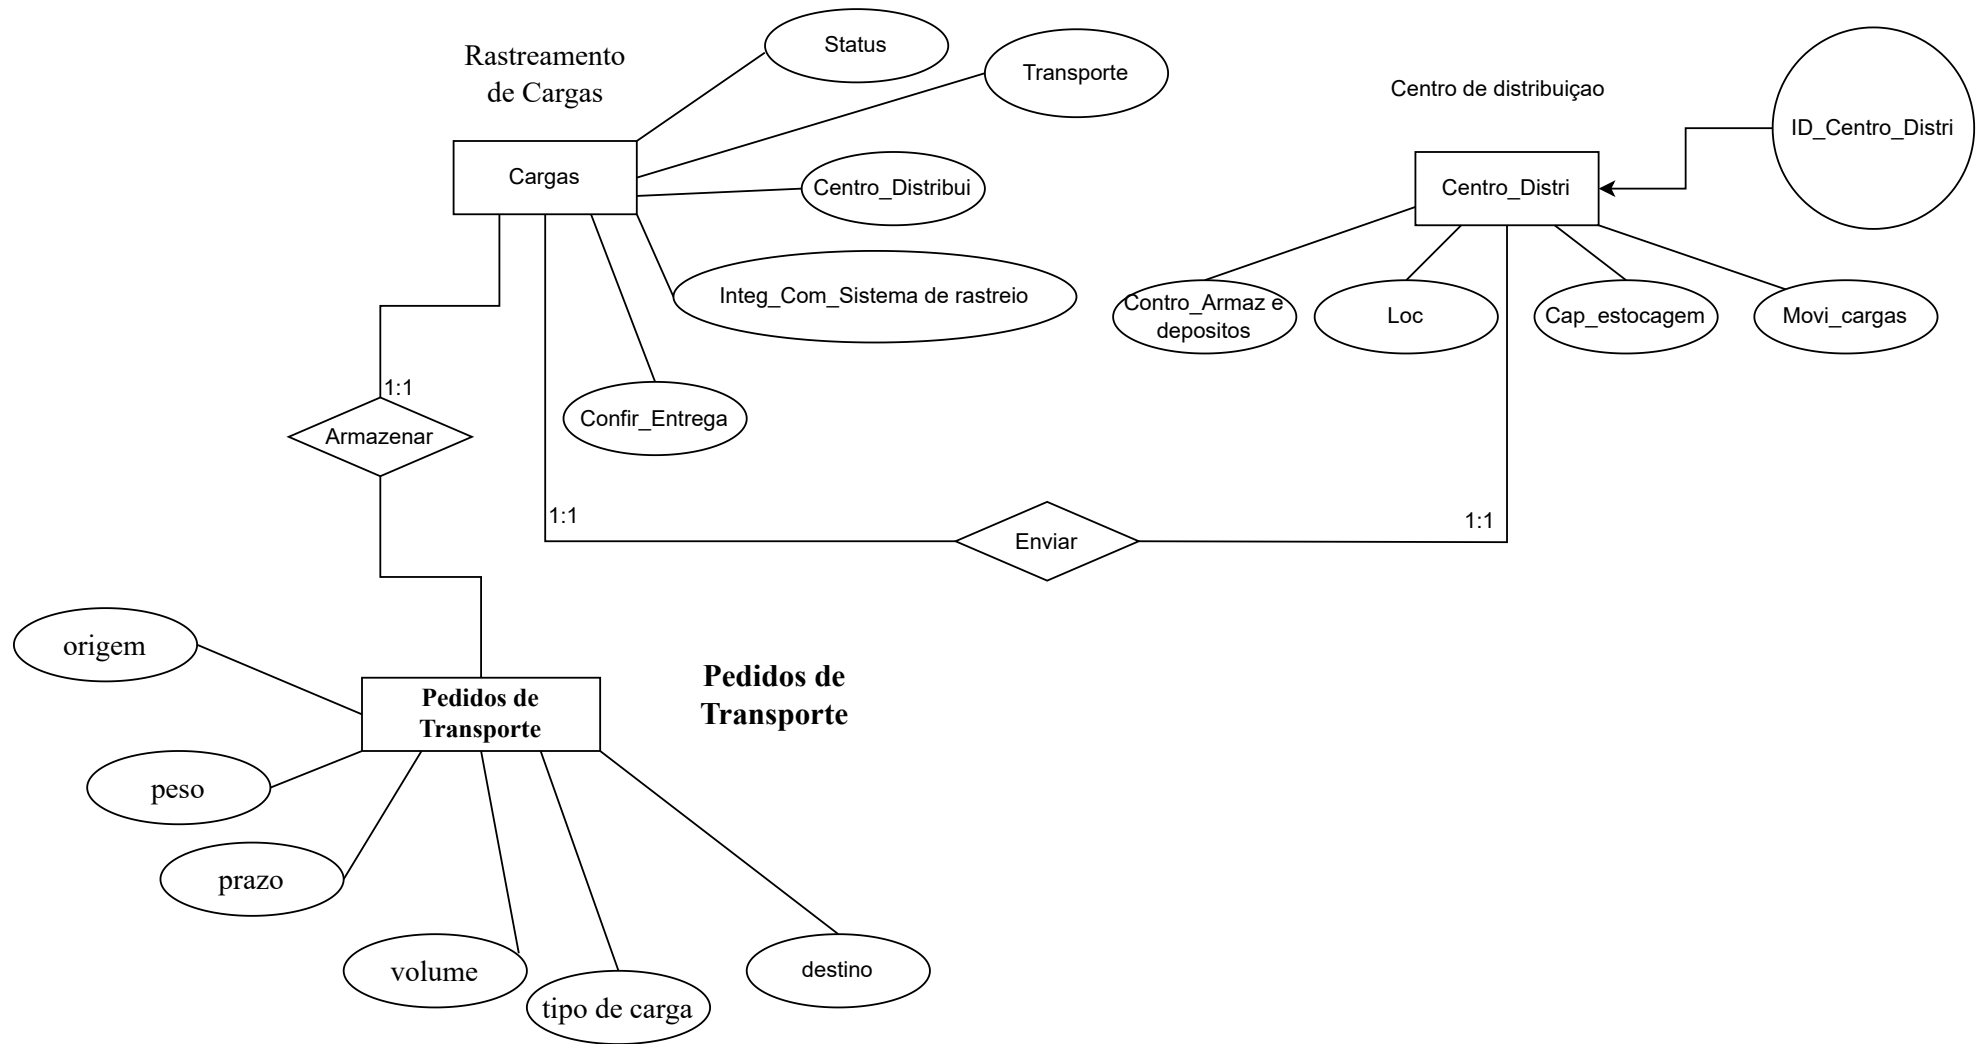 Rastreamento
de Cargas
Status
Transporte
Centro de distribuiçao
ID_Centro_Distri
Cargas
Centro_Distribui
Centro_Distri
Integ_Com_Sistema de rastreio
Contro_Armaz e
depositos
Loc
Cap_estocagem
Movi_cargas
1:1
Armazenar
Confir_Entrega
1:1
Enviar
1:1
origem
Pedidos de
Transporte
Pedidos de
Transporte
peso
prazo
volume
tipo de carga
destino